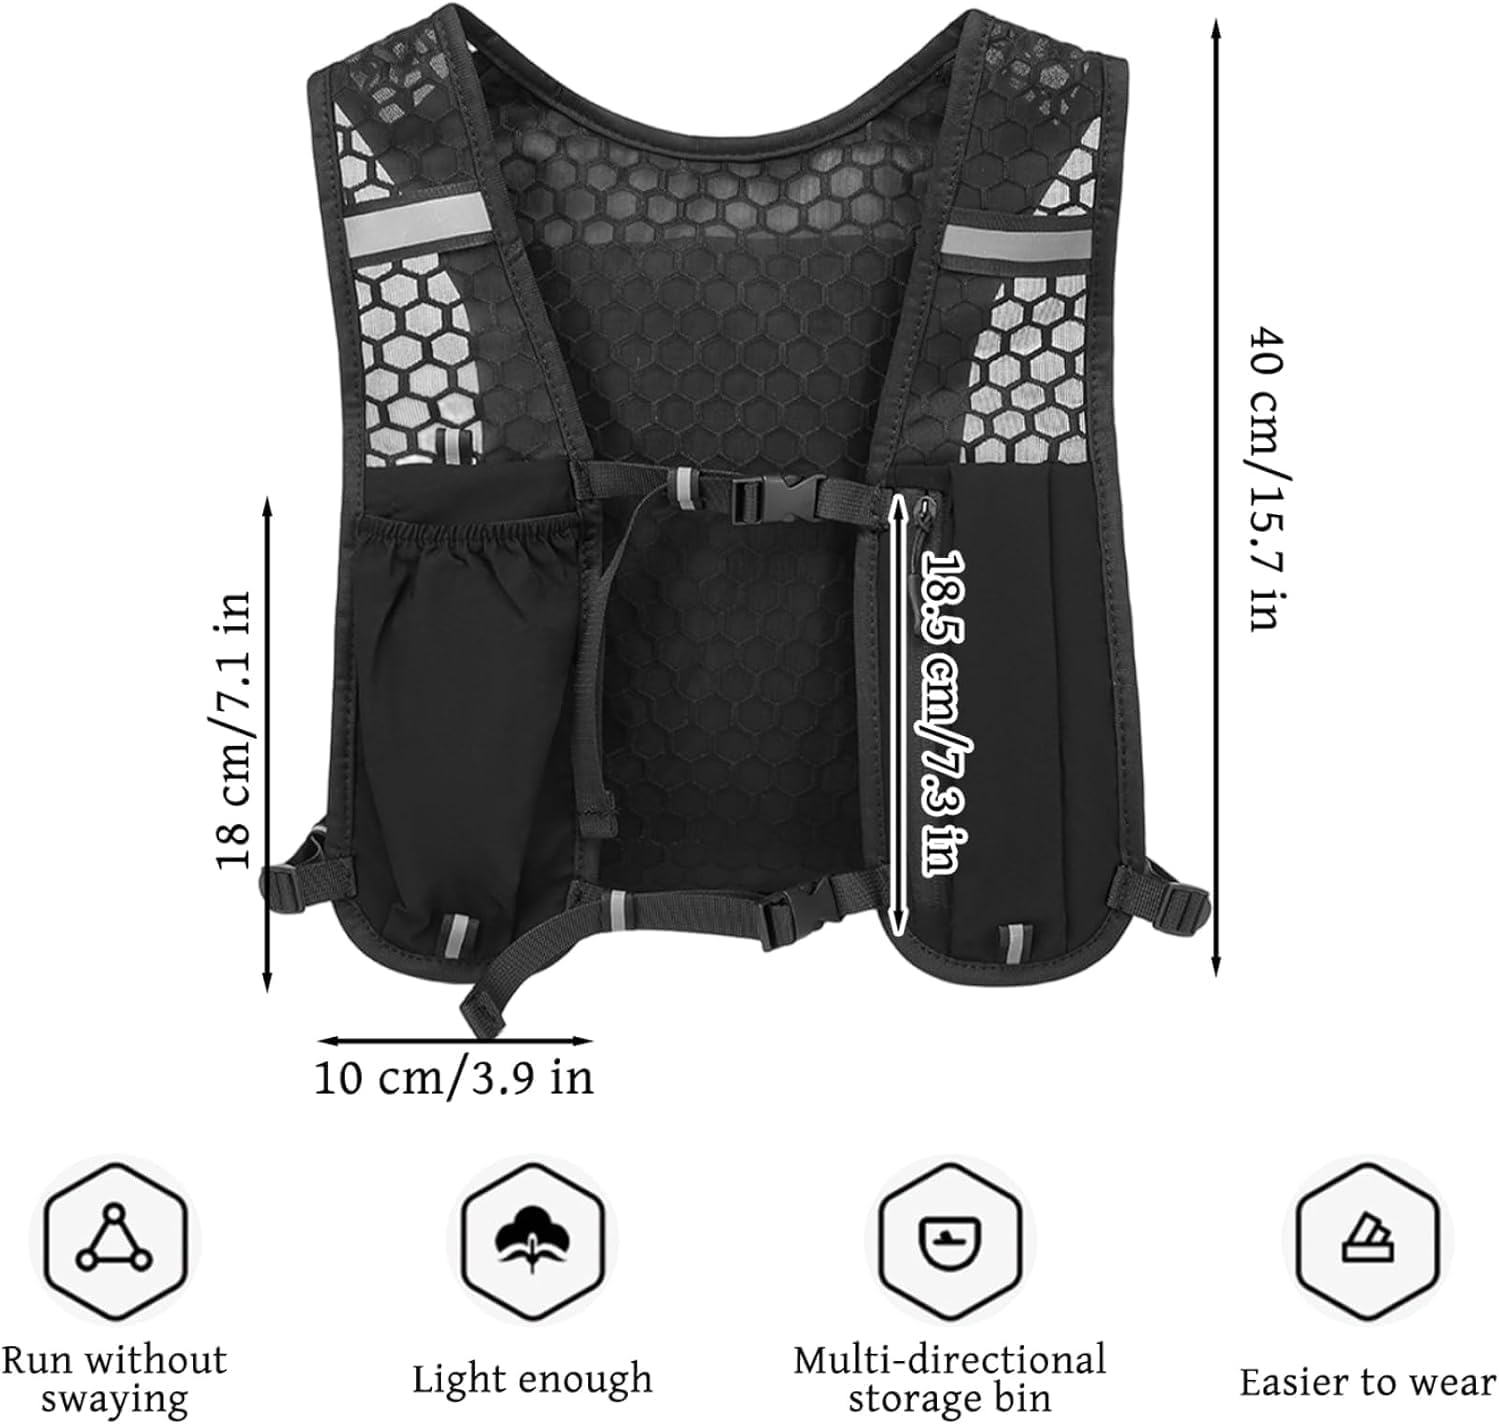 40 cm/15.7 in
18.5 cm/7.3 in
18 cm/7.1 in
10 cm/3.9 in
Run without
swaying
Light enough
Multi-directional
storage bin
Easier to wear